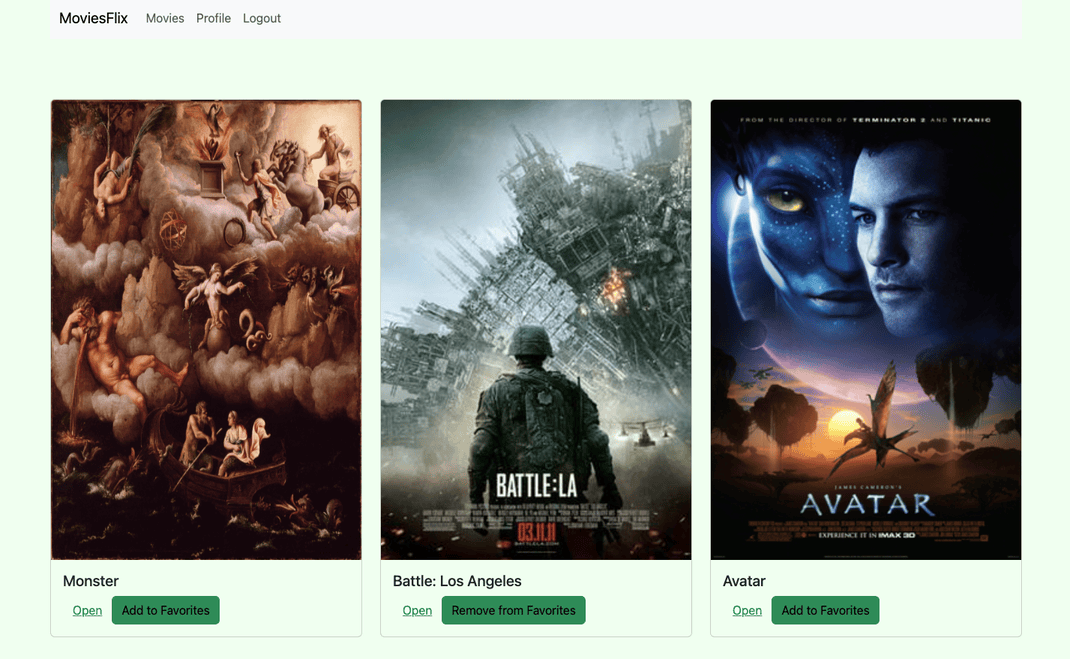 MoviesFlix Movies Profile Logout
FROM THE DIRECTOR OF TERMINATOR 2 AND TITANIC
BATTLE:LA
03.11.11
BATTLELA.COM
JAMES CAMERON'S
AVATAR
EXPERIENCE IT IN IMAX 3D
Monster
Open Add to Favorites
Battle: Los Angeles
Open Remove from Favorites
Avatar
Open Add to Favorites